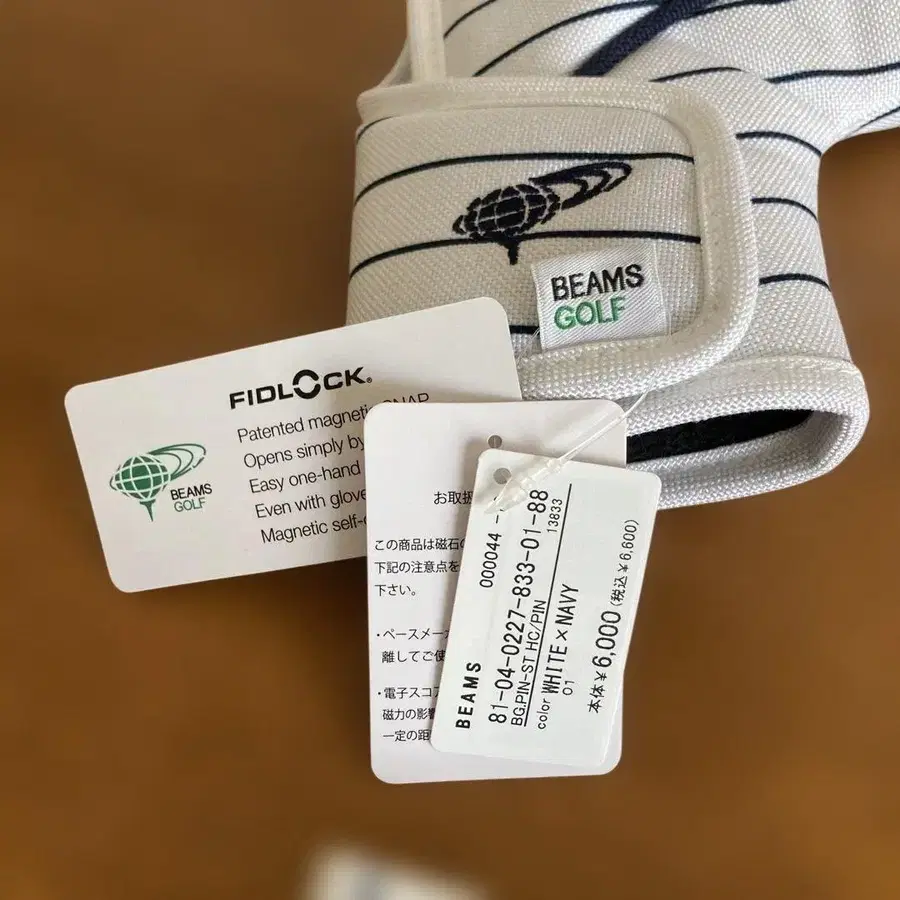 BEAMS
GOLF
FIDLOCK®
Patented magnetic SNAP
Opens simply by
Easy one-hand
Even with glove
Magnetic self-
BEAMS
GOLF
お取扱
この商品は磁石の
下記の注意点を
下さい。
・ペースメーカ
離してご使
・電子スコア
磁力の影響
一定の距
BEAMS
000044 -
81-04-0227-833-01-88
BG.PIN-ST HC/PIN
13833
color WHITE×NAVY
01
本体¥6,000(税込¥6,600)